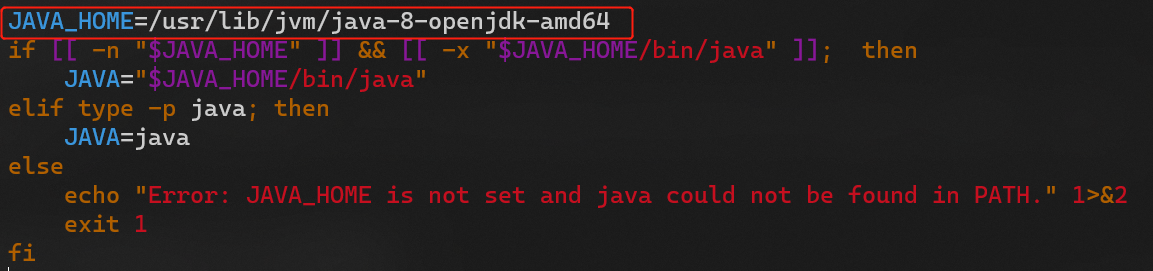 JAVA_HOME=/usr/lib/jvm/java-8-openjdk-amd64
if [[ -n "$JAVA_HOME" ]] && [[ -x "$JAVA_HOME/bin/java" ]];  then
    JAVA="$JAVA_HOME/bin/java"
elif type -p java; then
    JAVA=java
else
    echo "Error: JAVA_HOME is not set and java could not be found in PATH." 1>&2
    exit 1
fi